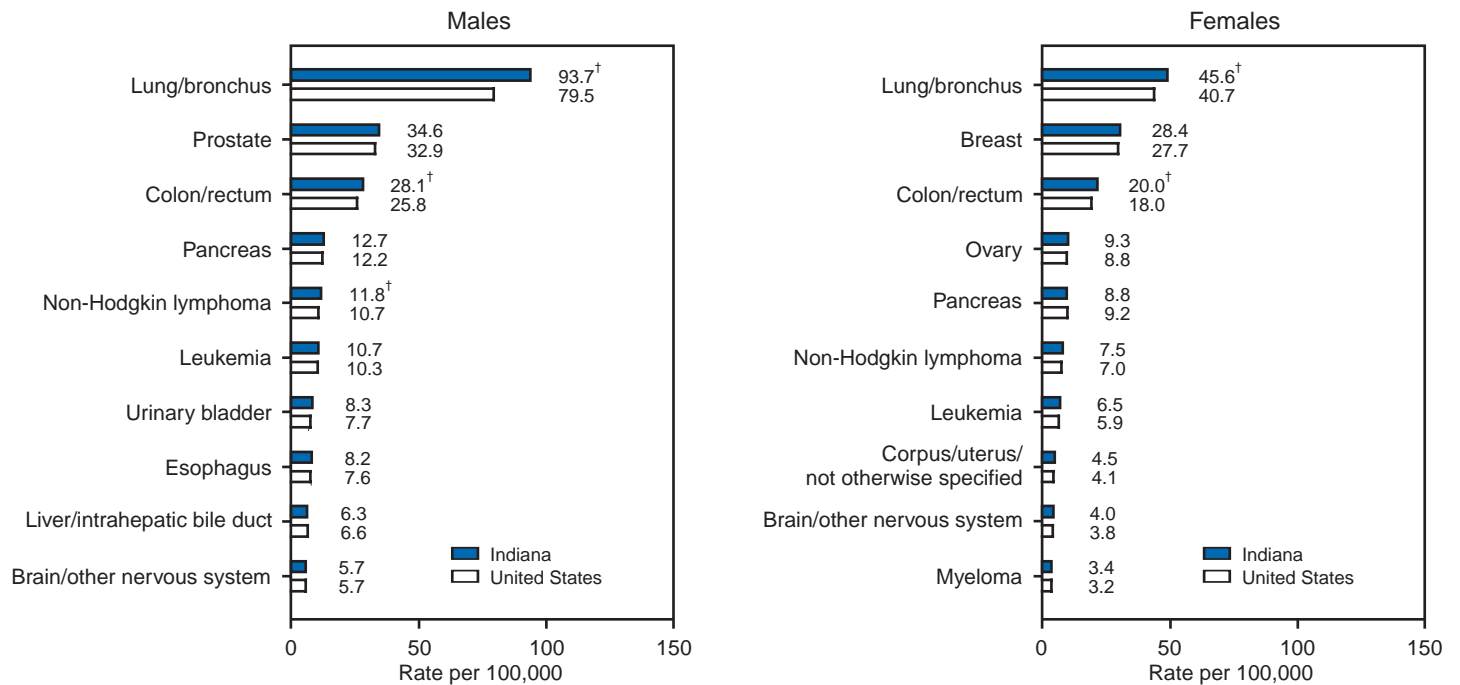 Males
Lung/bronchus
93.7†
79.5
Prostate
34.6
32.9
Colon/rectum
28.1†
25.8
Pancreas
12.7
12.2
Non-Hodgkin lymphoma
11.8†
10.7
Leukemia
10.7
10.3
Urinary bladder
8.3
7.7
Esophagus
8.2
7.6
Liver/intrahepatic bile duct
6.3
6.6
Brain/other nervous system
5.7
5.7
Indiana
United States
0 50 100 150
Rate per 100,000
Females
Lung/bronchus
45.6†
40.7
Breast
28.4
27.7
Colon/rectum
20.0†
18.0
Ovary
9.3
8.8
Pancreas
8.8
9.2
Non-Hodgkin lymphoma
7.5
7.0
Leukemia
6.5
5.9
Corpus/uterus/
not otherwise specified
4.5
4.1
Brain/other nervous system
4.0
3.8
Myeloma
3.4
3.2
Indiana
United States
0 50 100 150
Rate per 100,000